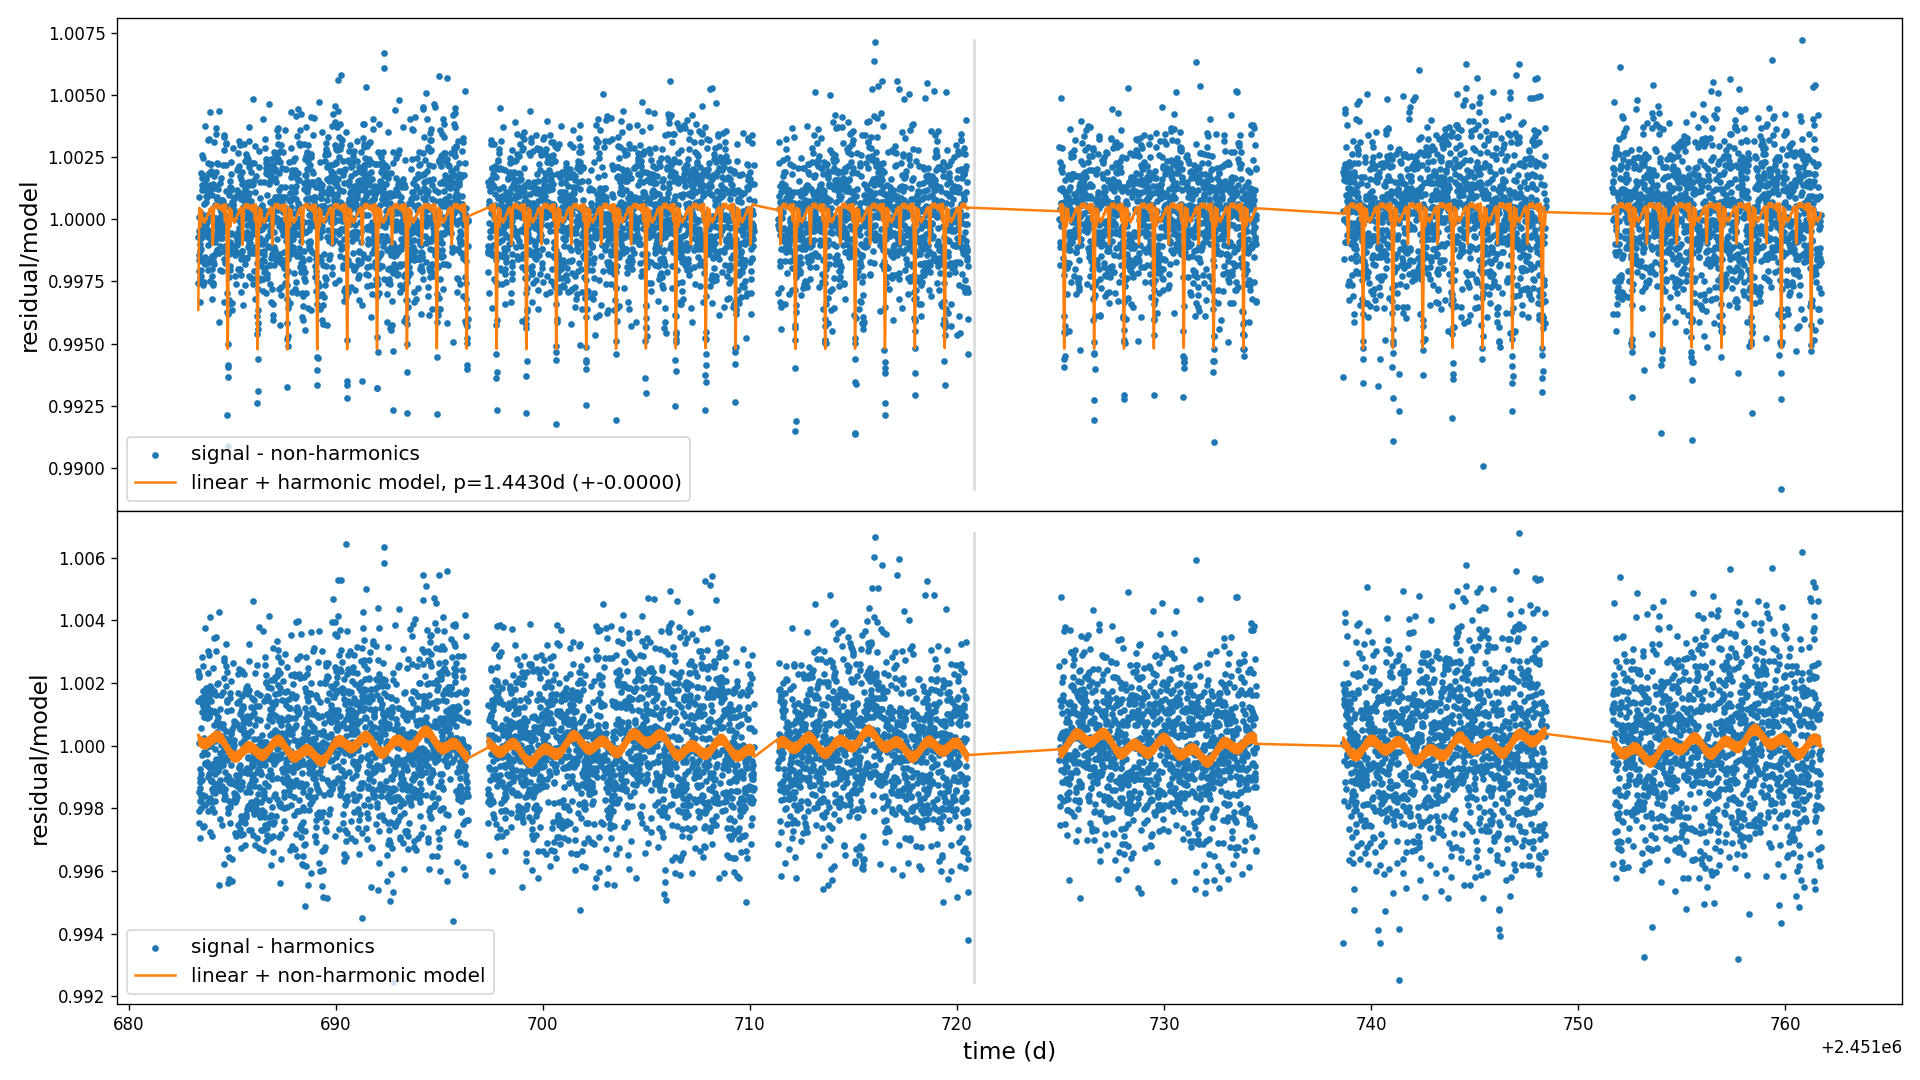 1.0075
1.0050
1.0025
1.0000
0.9975
0.9950
0.9925
0.9900
residual/model
signal - non-harmonics
linear + harmonic model, p=1.4430d (+-0.0000)
1.006
1.004
1.002
1.000
0.998
0.996
0.994
0.992
residual/model
signal - harmonics
linear + non-harmonic model
680 690 700 710 720 730 740 750 760
time (d)
+2.451e6